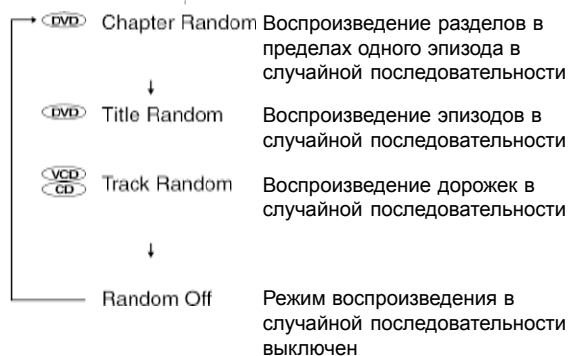 DVD Chapter Random Воспроизведение разделов в
пределах одного эпизода в
случайной последовательности
DVD Title Random Воспроизведение эпизодов в
случайной последовательности
VCD
CD Track Random Воспроизведение дорожек в
случайной последовательности
Random Off Режим воспроизведения в
случайной последовательности
выключен